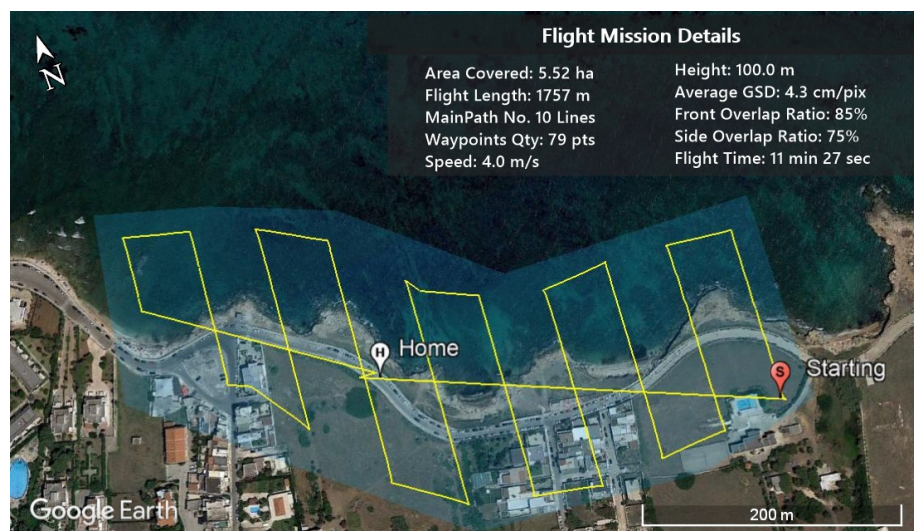 Flight Mission Details
Area Covered: 5.52 ha
Flight Length: 1757 m
MainPath No. 10 Lines
Waypoints Qty: 79 pts
Speed: 4.0 m/s
Height: 100.0 m
Average GSD: 4.3 cm/pix
Front Overlap Ratio: 85%
Side Overlap Ratio: 75%
Flight Time: 11 min 27 sec
N
H Home
S Starting
Google Earth
200 m